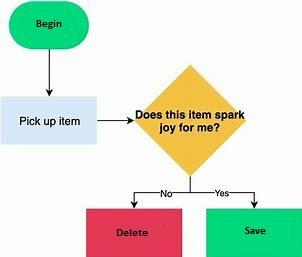 Begin
Pick up item
Does this item spark
joy for me?
No
Yes
Delete
Save